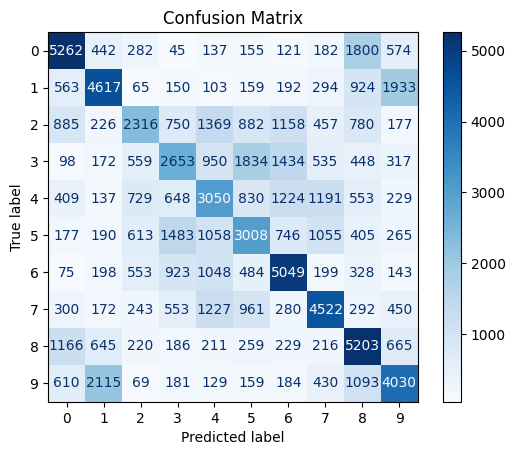 Confusion Matrix
0 5262 442 282 45 137 155 121 182 1800 574
1 563 4617 65 150 103 159 192 294 924 1933
2 885 226 2316 750 1369 882 1158 457 780 177
3 98 172 559 2653 950 1834 1434 535 448 317
4 409 137 729 648 3050 830 1224 1191 553 229
5 177 190 613 1483 1058 3008 746 1055 405 265
6 75 198 553 923 1048 484 5049 199 328 143
7 300 172 243 553 1227 961 280 4522 292 450
8 1166 645 220 186 211 259 229 216 5203 665
9 610 2115 69 181 129 159 184 430 1093 4030
0 1 2 3 4 5 6 7 8 9
Predicted label
True label
5000
4000
3000
2000
1000